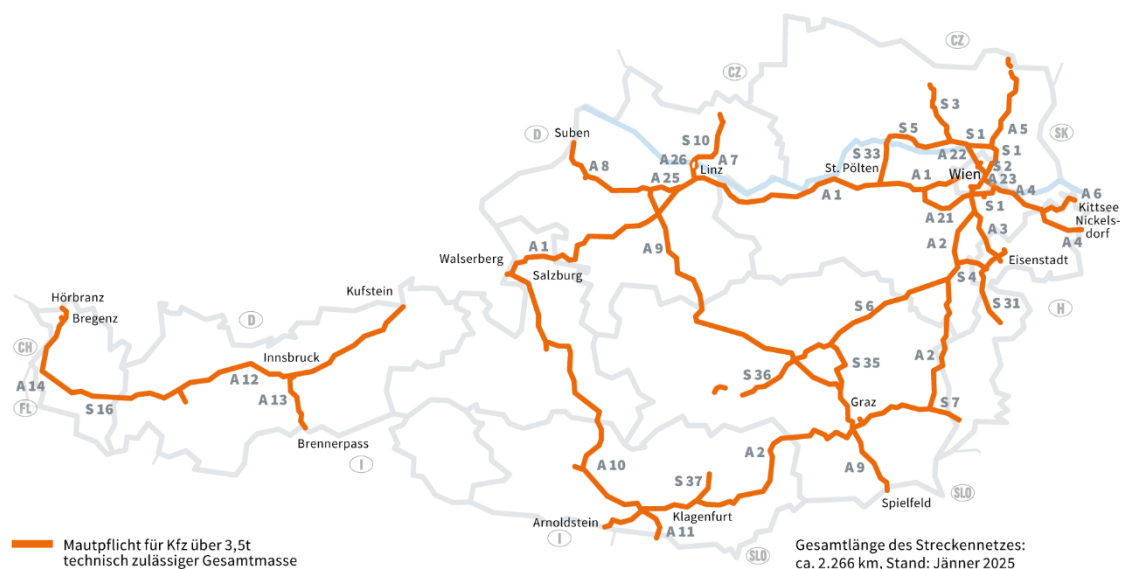 CZ
CZ
S 3
A 5
D
Suben
S 10
S 5
S 1
SK
A 26
A 7
S 33
A 22
S 1
A 8
Linz
St. Pölten
S 2
A 25
A 1
Wien
A 23
A 4
A 6
A 1
Kittsee
A 21
S 1
Nickels-
dorf
A 1
A 9
A 2
A 3
A 4
Walserberg
Salzburg
Eisenstadt
S 4
Kufstein
Hörbranz
Bregenz
D
S 6
S 31
H
CH
Innsbruck
S 35
A 2
A 14
A 12
S 36
FL
S 16
A 13
Graz
S 7
Brennerpass
A 2
I
A 10
S 37
A 9
SLO
Spielfeld
Arnoldstein
Klagenfurt
I
A 11
SLO
Mautpflicht für Kfz über 3,5t
technisch zulässiger Gesamtmasse
Gesamtlänge des Streckennetzes:
ca. 2.266 km, Stand: Jänner 2025